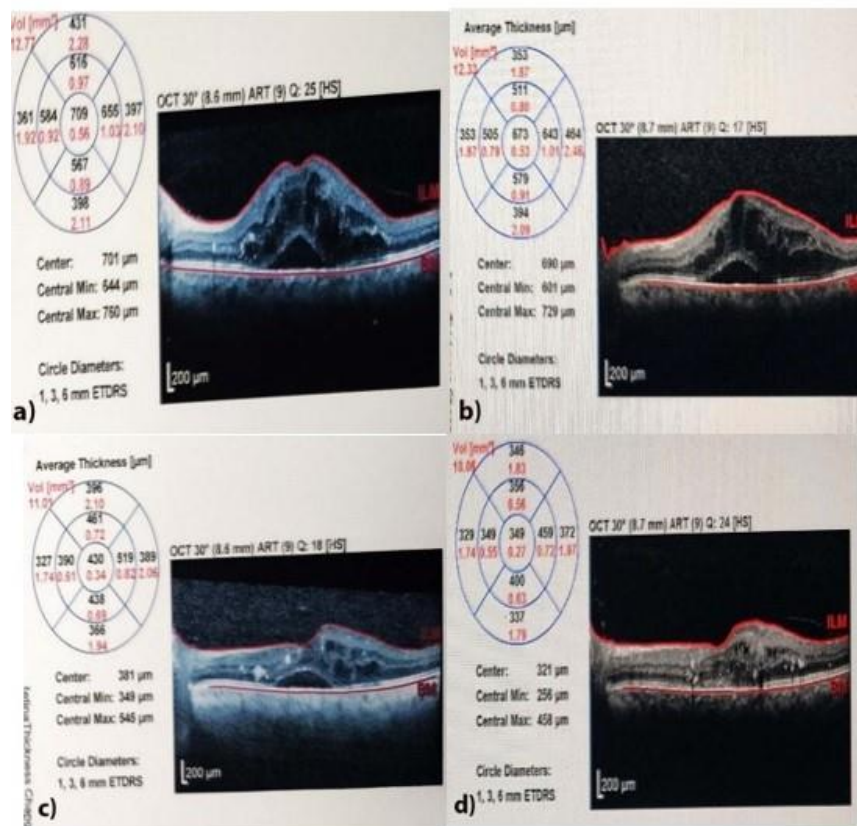 Vol [mm³]
431
12.77
2.28
616
0.97
361 584 709 655 397
1.92 0.92 0.56 1.03 2.10
567
0.89
398
2.11
OCT 30° (8.6 mm) ART (9) Q: 25 [HS]
ILM
Center: 701 µm
Central Min: 644 µm
Central Max: 760 µm
Circle Diameters:
1, 3, 6 mm ETDRS
200 µm
a)
Average Thickness [µm]
Vol [mm³]
353
12.33
1.87
511
0.80
353 505 673 643 464
1.87 0.79 0.53 1.01 2.46
579
0.91
394
2.09
OCT 30° (8.7 mm) ART (9) Q: 17 [HS]
Center: 690 µm
Central Min: 601 µm
Central Max: 729 µm
Circle Diameters:
1, 3, 6 mm ETDRS
200 µm
b)
Average Thickness [µm]
Vol [mm³]
396
11.01
2.10
461
0.72
327 390 430 519 389
1.74 0.61 0.34 0.82 2.06
438
0.69
366
1.94
OCT 30° (8.6 mm) ART (9) Q: 18 [HS]
ILM
BM
Center: 381 µm
Central Min: 349 µm
Central Max: 545 µm
Circle Diameters:
1, 3, 6 mm ETDRS
200 µm
c)
Vol [mm³]
346
10.06
1.83
356
0.56
329 349 349 459 372
1.74 0.55 0.27 0.72 1.97
400
0.63
337
1.79
OCT 30° (8.7 mm) ART (9) Q: 24 [HS]
ILM
BM
Center: 321 µm
Central Min: 256 µm
Central Max: 458 µm
Circle Diameters:
1, 3, 6 mm ETDRS
200 µm
d)